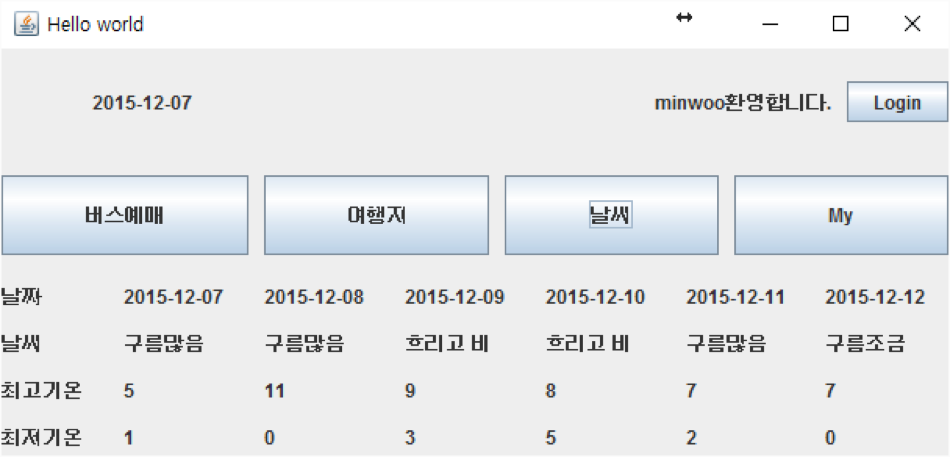 Hello world
2015-12-07 minwoo환영합니다. Login
버스예매 여행지 날씨 My
날짜 2015-12-07 2015-12-08 2015-12-09 2015-12-10 2015-12-11 2015-12-12
날씨 구름많음 구름많음 흐리고 비 흐리고 비 구름많음 구름조금
최고기온 5 11 9 8 7 7
최저기온 1 0 3 5 2 0